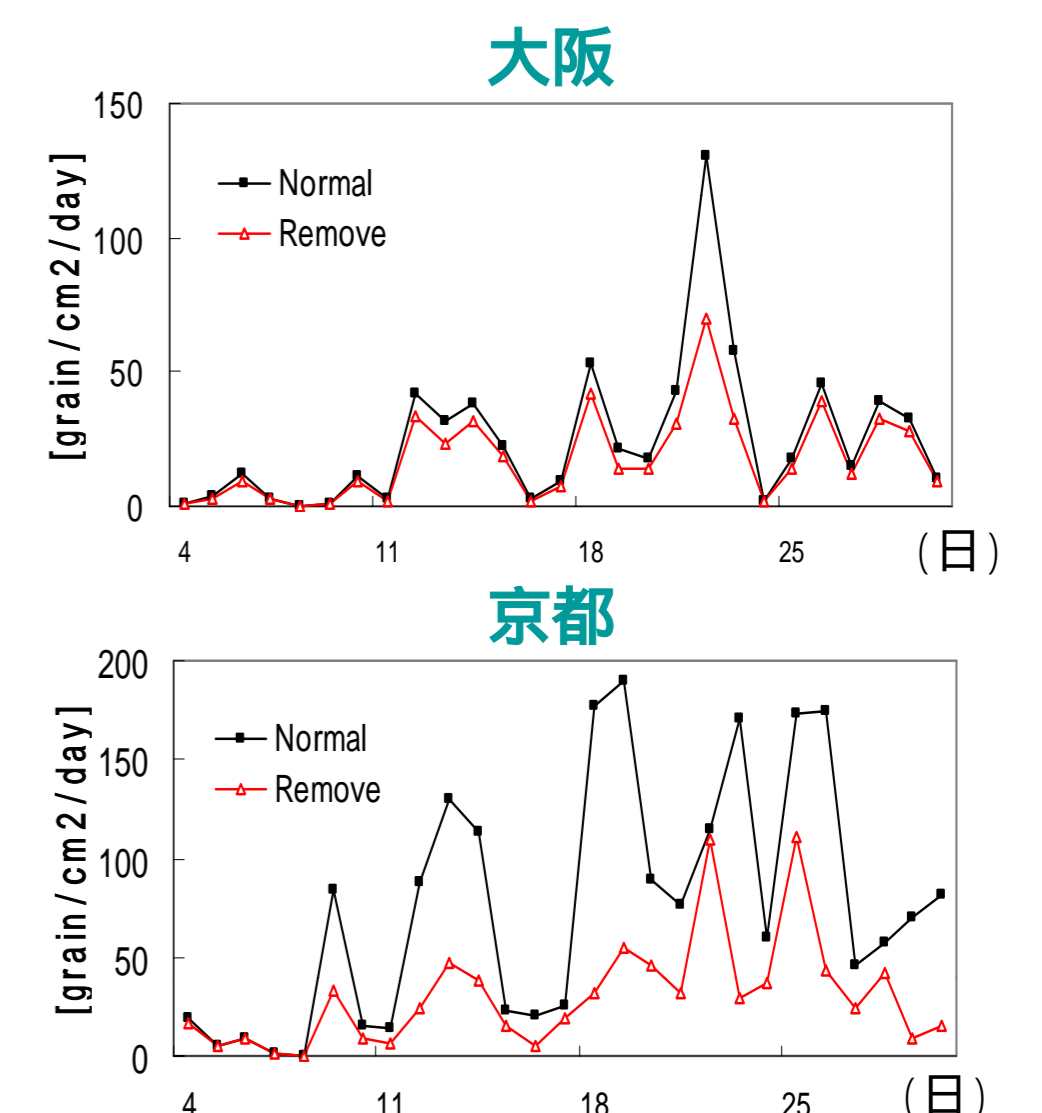 大阪
[grain/cm2/day]
150
100
50
0
Normal
Remove
4 11 18 25 (日)
京都
[grain/cm2/day]
200
150
100
50
0
Normal
Remove
4 11 18 25 (日)